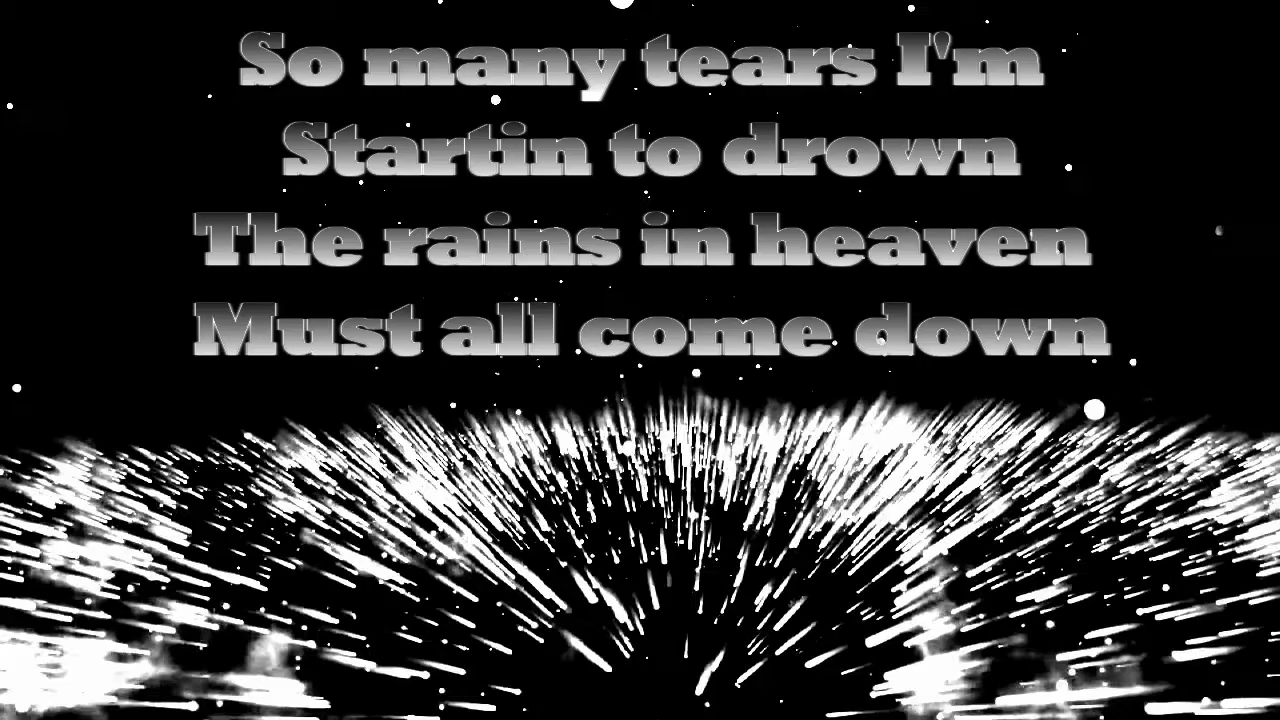 So many tears I'm
Startin to drown
The rains in heaven
Must all come down